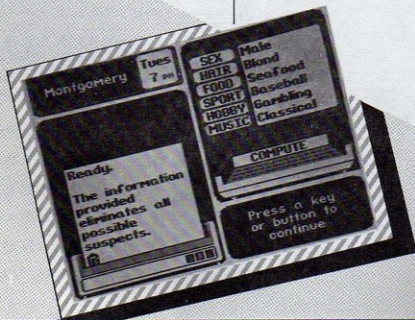 Montgomery
Tues
7 PM
SEX Male
HAIR Blond
FOOD Seafood
SPORT Baseball
HOBBY Gambling
MUSIC Classical
COMPUTE
Ready.
The information
provided
eliminates all
possible
suspects.
Press a key
or button to
continue